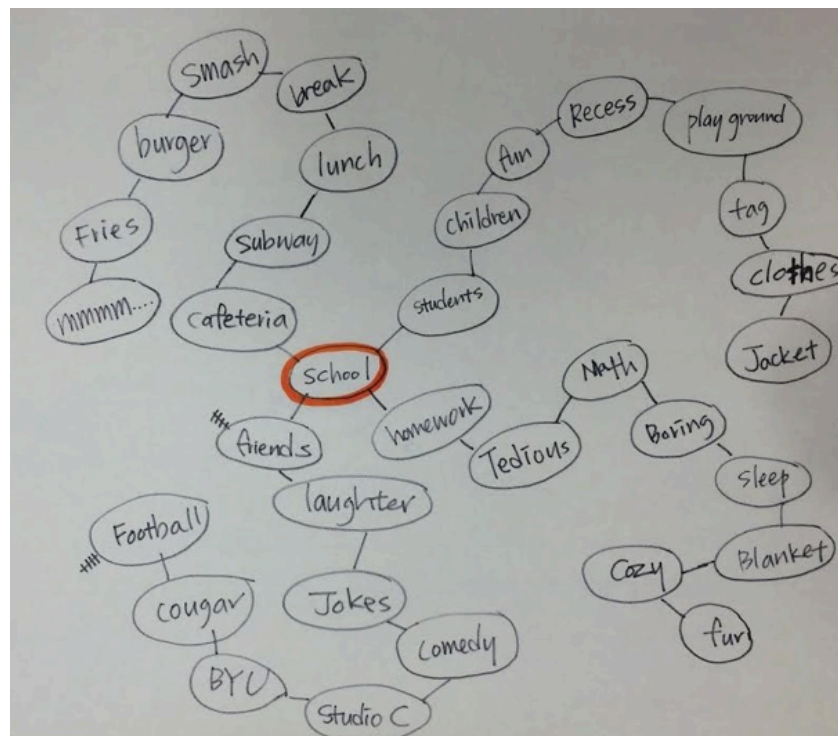 Smash
break
burger
lunch
Fries
subway
mmmm....
cafeteria
school
students
children
fun
Recess
play ground
tag
clothes
Jacket
homework
Tedious
Math
Boring
sleep
Blanket
Cozy
fur
friends
laughter
Jokes
comedy
Studio C
BYU
cougar
Football